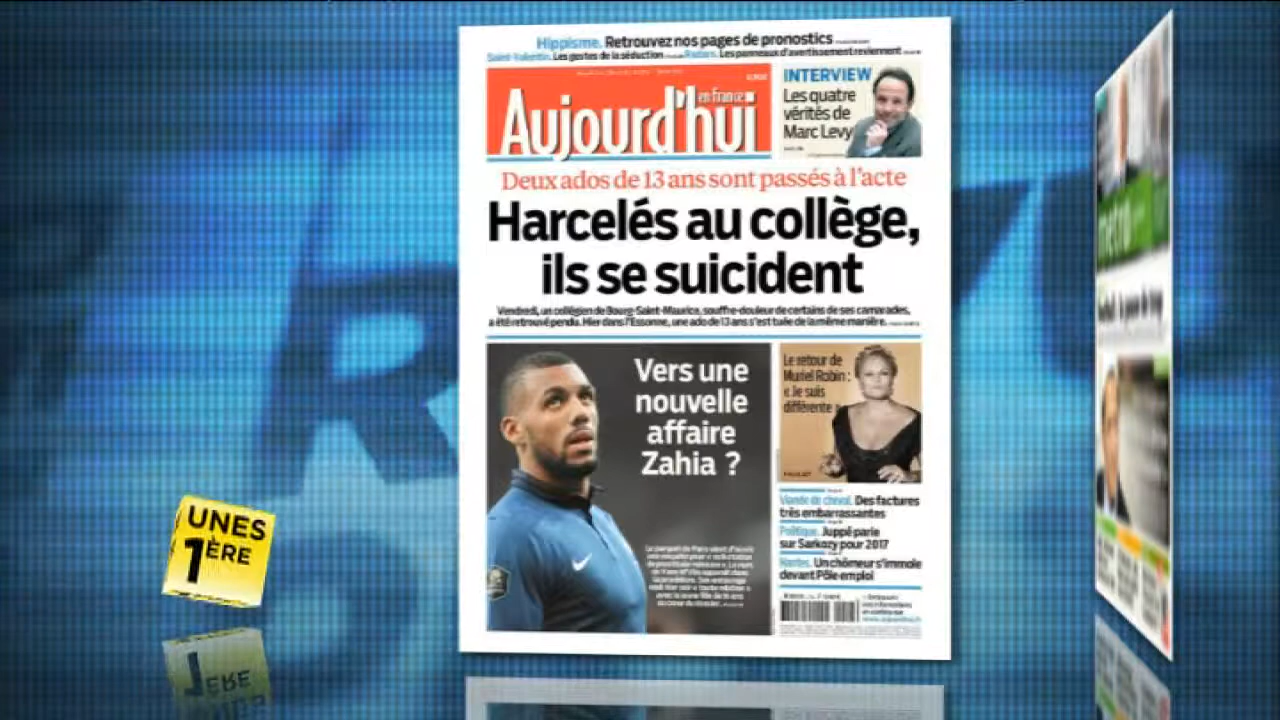 Hippisme. Retrouvez nos pages de pronostics
Saint-Valentin. Les gestes de la séduction Radars. Les panneaux d'avertissement reviennent
Aujourd'hui
en France
INTERVIEW
Les quatre
vérités de
Marc Levy
Deux ados de 13 ans sont passés à l'acte
Harcelés au collège,
ils se suicident
Vendredi, un collégien de Bourg-Saint-Maurice, souffre-douleur de certains de ses camarades,
a été retrouvé pendu. Hier dans l'Essonne, une ado de 13 ans s'est tuée de la même manière.
Vers une
nouvelle
affaire
Zahia ?
Le retour de
Muriel Robin :
« Je suis
différente »
Viande de cheval. Des factures
très embarrassantes
Politique. Juppé parie
sur Sarkozy pour 2017
Nantes. Un chômeur s'immole
devant Pôle emploi
metro
UNES
1ÈRE